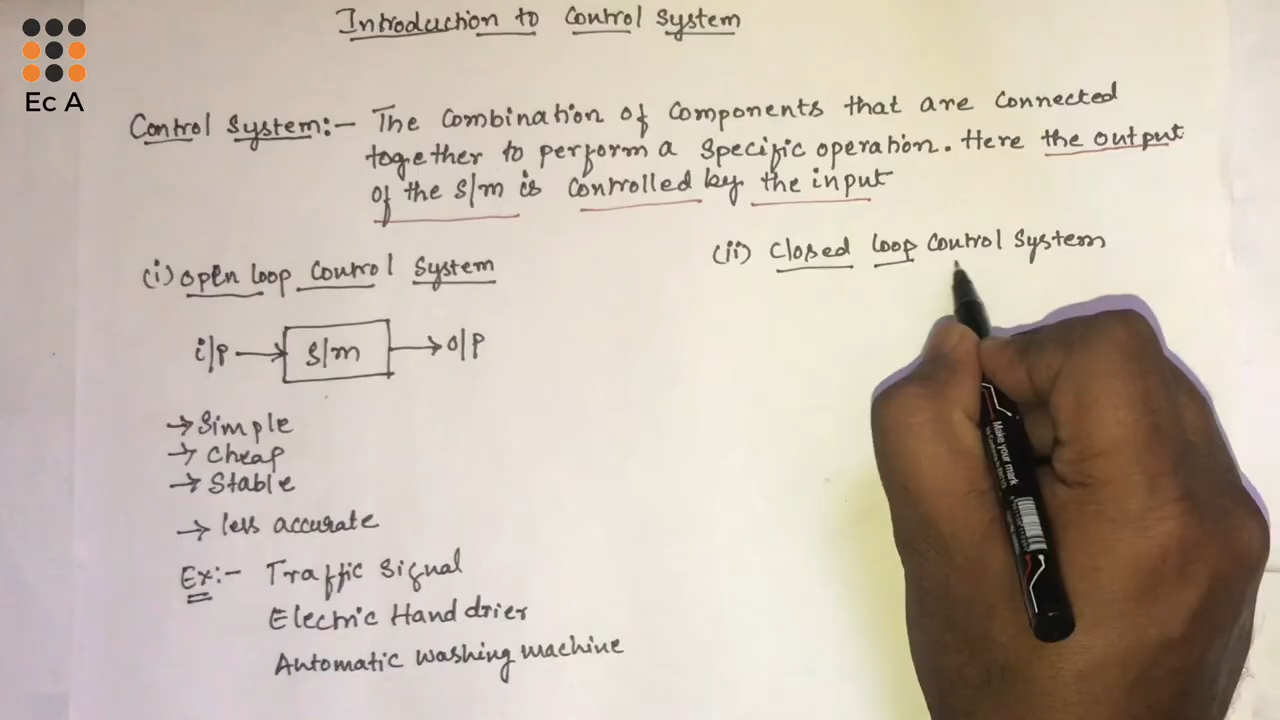 Introduction to Control System
Ec A
Control System:- The Combination of Components that are Connected
together to perform a Specific operation. Here the output
of the S/m is Controlled by the input
(i) Open loop Control System
i/p → S/m → o/p
→ Simple
→ Cheap
→ Stable
→ less accurate
Ex:- Traffic Signal
Electric Hand drier
Automatic washing machine
(ii) Closed loop Control System
Make your mark